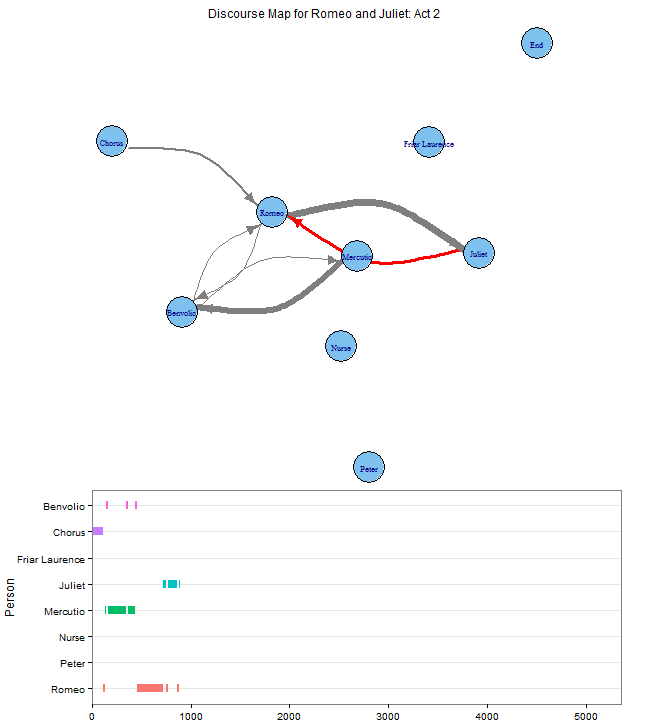 Discourse Map for Romeo and Juliet: Act 2
End
Chorus
Friar Laurence
Romeo
Juliet
Mercutio
Benvolio
Nurse
Peter
Person
Benvolio
Chorus
Friar Laurence
Juliet
Mercutio
Nurse
Peter
Romeo
0 1000 2000 3000 4000 5000